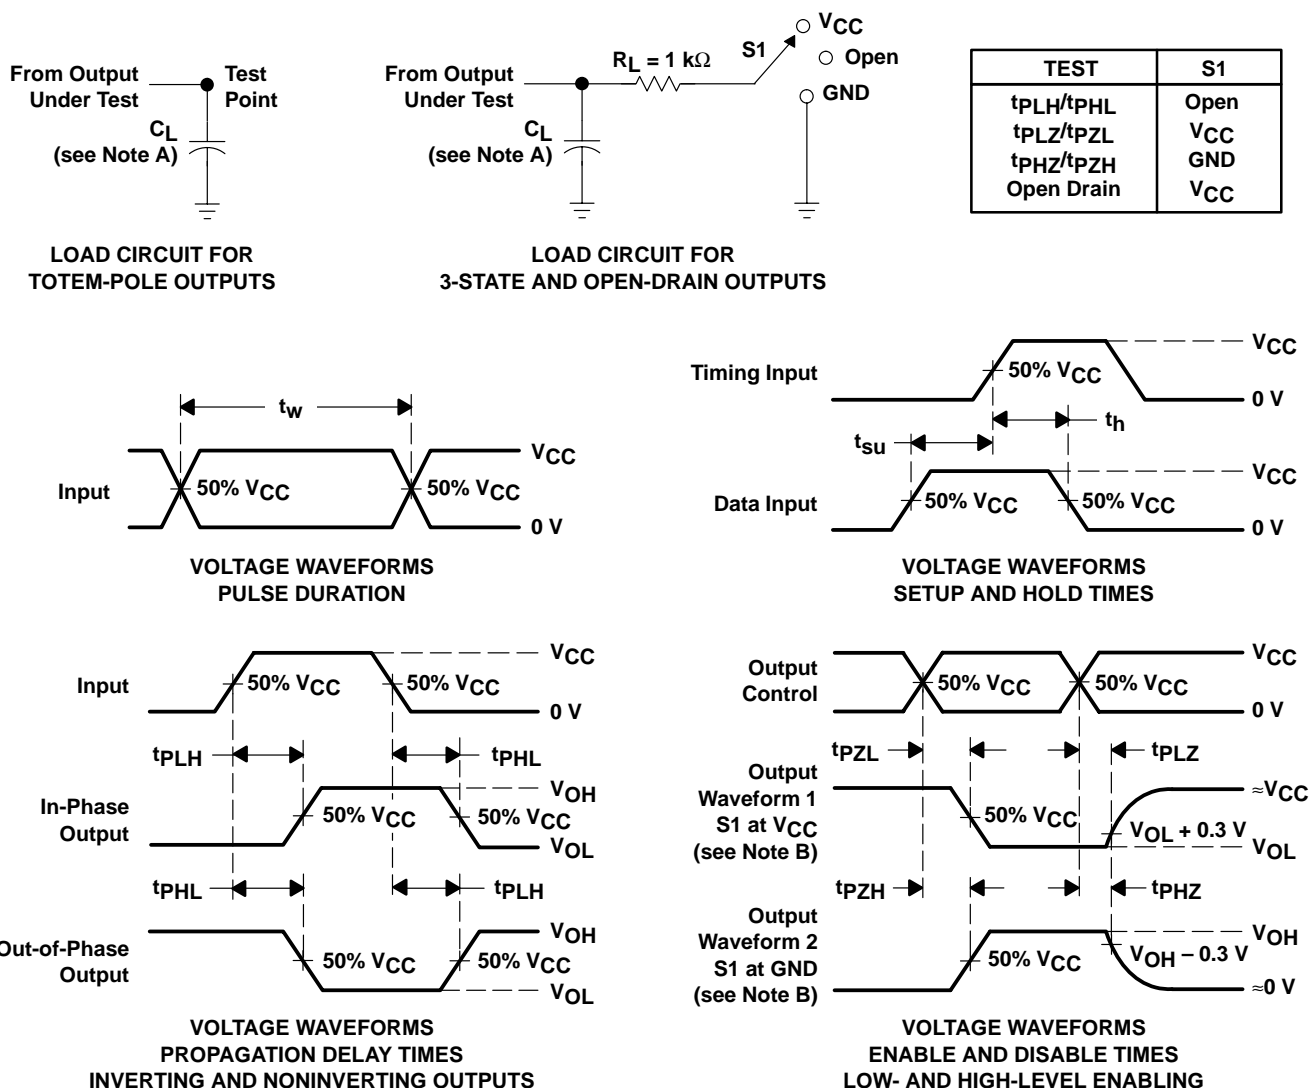 From Output
Under Test
Test
Point
CL
(see Note A)
LOAD CIRCUIT FOR
TOTEM-POLE OUTPUTS
From Output
Under Test
RL = 1 kΩ
S1
VCC
Open
GND
CL
(see Note A)
LOAD CIRCUIT FOR
3-STATE AND OPEN-DRAIN OUTPUTS
TEST S1
tPLH/tPHL Open
tPLZ/tPZL VCC
tPHZ/tPZH GND
Open Drain VCC
tw
VCC
Input
50% VCC
50% VCC
0 V
VOLTAGE WAVEFORMS
PULSE DURATION
Timing Input
50% VCC
VCC
0 V
tsu
th
Data Input
50% VCC
50% VCC
VCC
0 V
VOLTAGE WAVEFORMS
SETUP AND HOLD TIMES
Input
50% VCC
50% VCC
VCC
0 V
tPLH
tPHL
In-Phase
Output
50% VCC
50% VCC
VOH
VOL
tPHL
tPLH
Out-of-Phase
Output
50% VCC
50% VCC
VOH
VOL
VOLTAGE WAVEFORMS
PROPAGATION DELAY TIMES
INVERTING AND NONINVERTING OUTPUTS
Output
Control
50% VCC
50% VCC
VCC
0 V
tPZL
tPLZ
Output
Waveform 1
S1 at VCC
(see Note B)
50% VCC
VOL + 0.3 V
≈VCC
VOL
tPZH
tPHZ
Output
Waveform 2
S1 at GND
(see Note B)
50% VCC
VOH − 0.3 V
VOH
≈0 V
VOLTAGE WAVEFORMS
ENABLE AND DISABLE TIMES
LOW- AND HIGH-LEVEL ENABLING